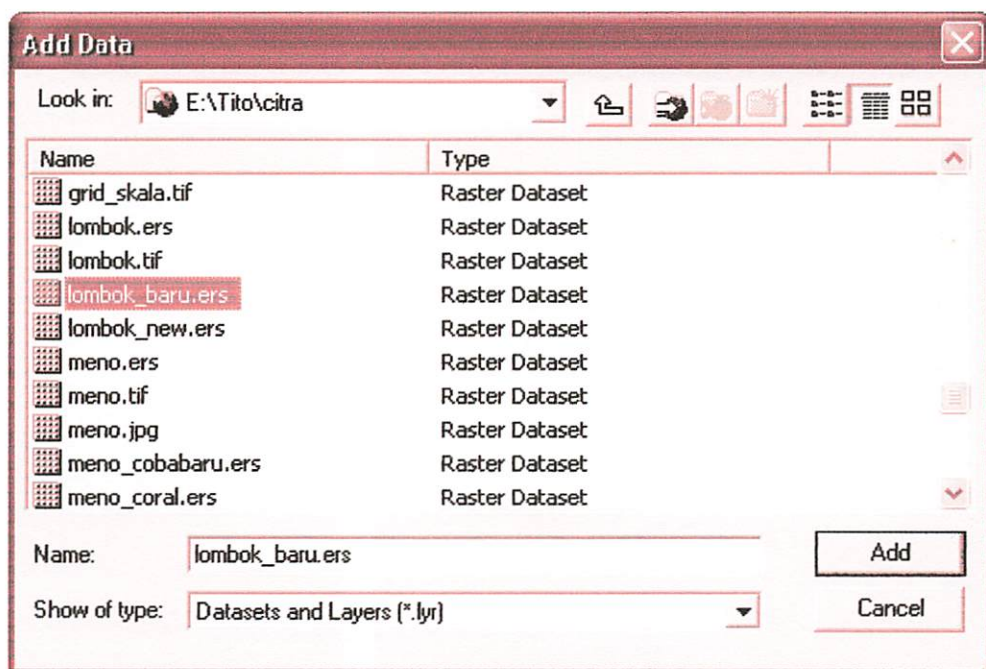 Add Data
Look in: E:\Tito\citra
Name Type
grid_skala.tif Raster Dataset
lombok.ers Raster Dataset
lombok.tif Raster Dataset
lombok_baru.ers Raster Dataset
lombok_new.ers Raster Dataset
meno.ers Raster Dataset
meno.tif Raster Dataset
meno.jpg Raster Dataset
meno_cobabaru.ers Raster Dataset
meno_coral.ers Raster Dataset
Name: lombok_baru.ers Add
Show of type: Datasets and Layers (*.lyr) Cancel